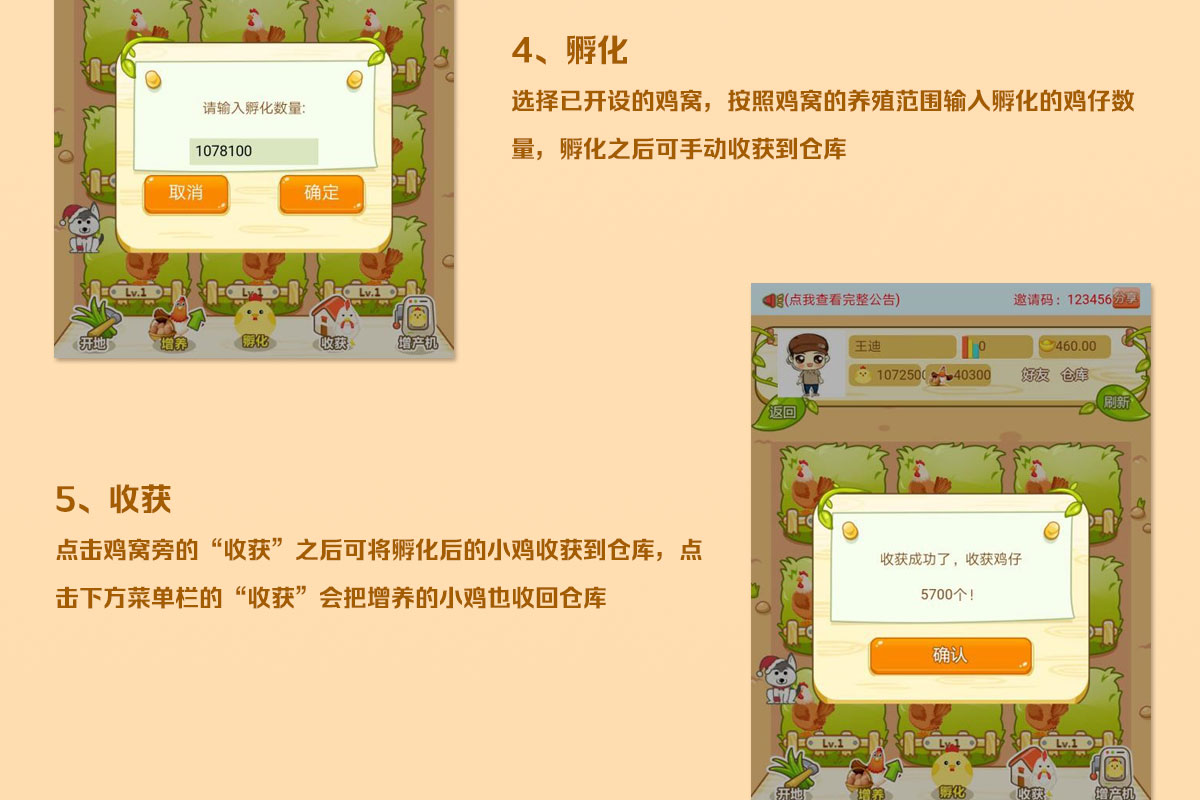 请输入孵化数量:
1078100
取消
确定
Lv.1
Lv.1
Lv.1
开地
增养
孵化
收获
增产机
4、孵化
选择已开设的鸡窝，按照鸡窝的养殖范围输入孵化的鸡仔数
量，孵化之后可手动收获到仓库
5、收获
点击鸡窝旁的“收获”之后可将孵化后的小鸡收获到仓库，点
击下方菜单栏的“收获”会把增养的小鸡也收回仓库
(点我查看完整公告)
邀请码：123456
分享
王迪
0
460.00
107250
40300
好友
仓库
返回
刷新
收获成功了，收获鸡仔
5700个！
确认
Lv.1
Lv.1
Lv.1
开地
增养
孵化
收获
增产机